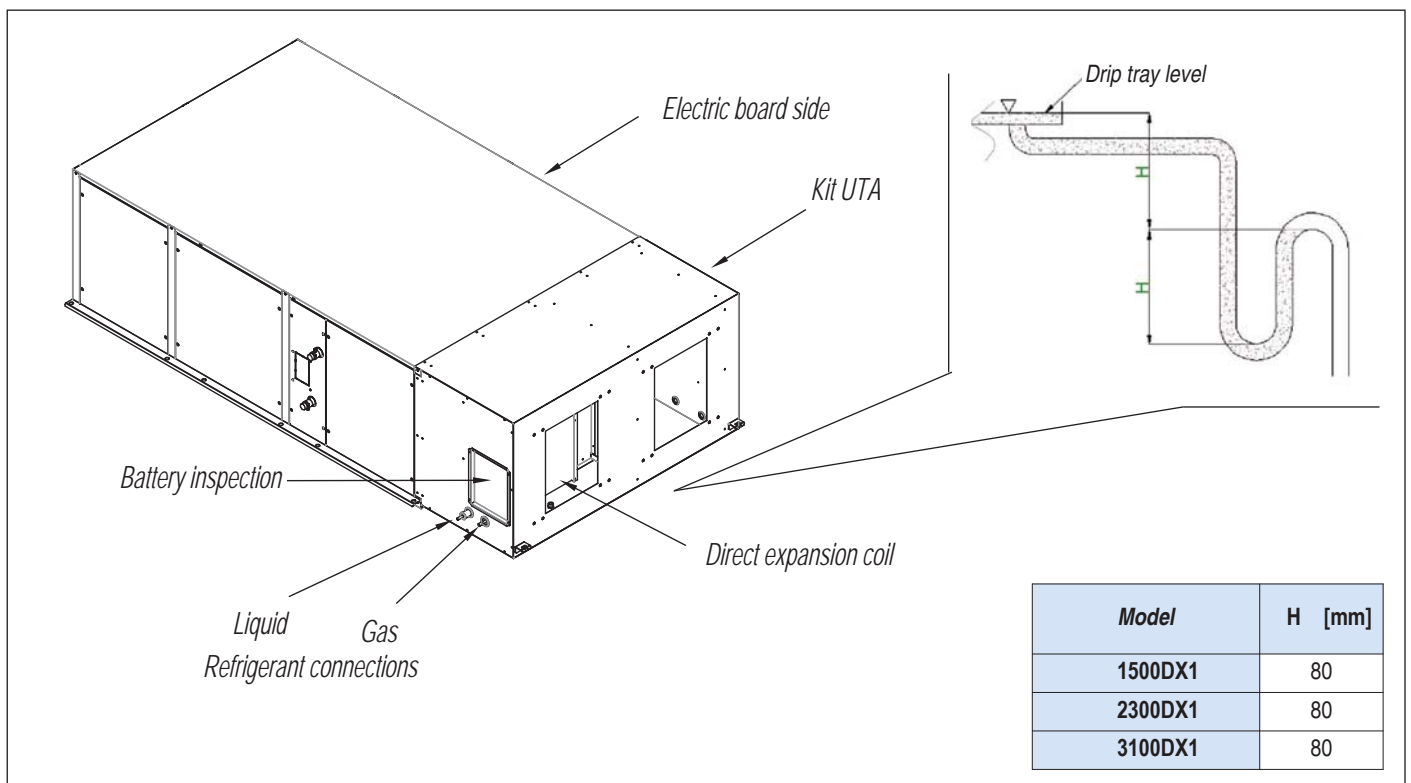 Drip tray level
Electric board side
Kit UTA
H
H
Battery inspection
Direct expansion coil
Liquid Gas
Refrigerant connections
Model H [mm]
1500DX1 80
2300DX1 80
3100DX1 80